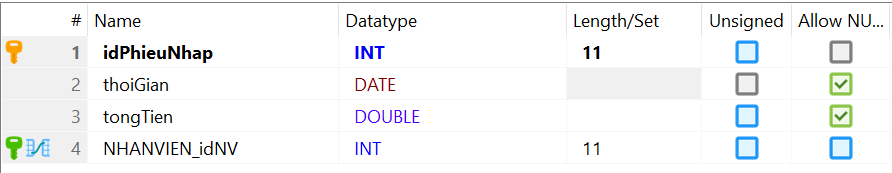 # Name Datatype Length/Set Unsigned Allow NU...
1 idPhieuNhap INT 11
2 thoiGian DATE
3 tongTien DOUBLE
4 NHANVIEN_idNV INT 11